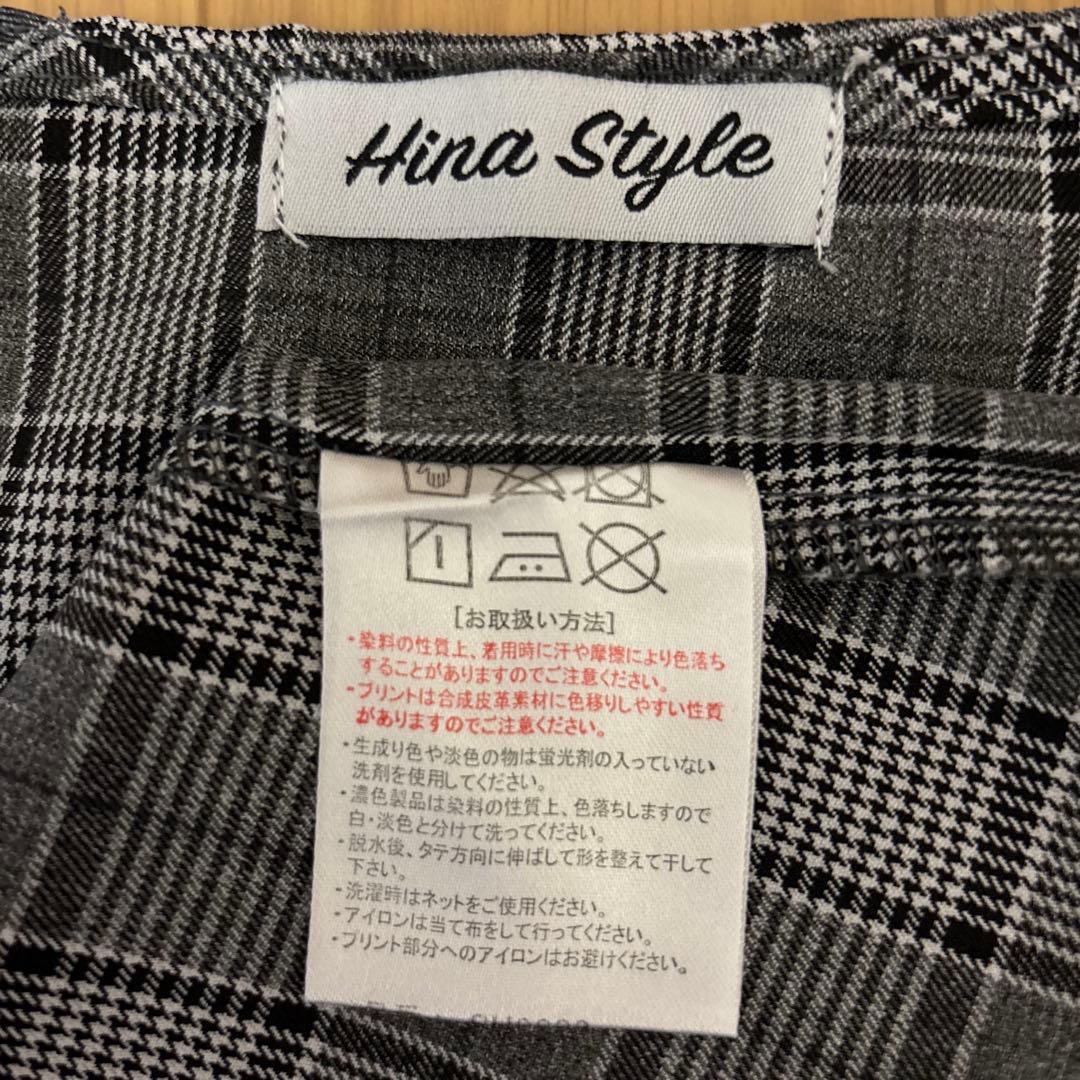 Hina Style
[お取扱い方法]
・染料の性質上、着用時に汗や摩擦により色落ち
することがありますのでご注意ください。
・プリントは合成皮革素材に色移りしやすい性質
がありますのでご注意ください。
・生成り色や淡色の物は蛍光剤の入っていない
洗剤を使用してください。
・濃色製品は染料の性質上、色落ちしますので
白・淡色と分けて洗ってください。
・脱水後、タテ方向に伸ばして形を整えて干して
下さい。
・洗濯時はネットをご使用ください。
・アイロンは当て布をして行ってください。
・プリント部分へのアイロンはお避けください。